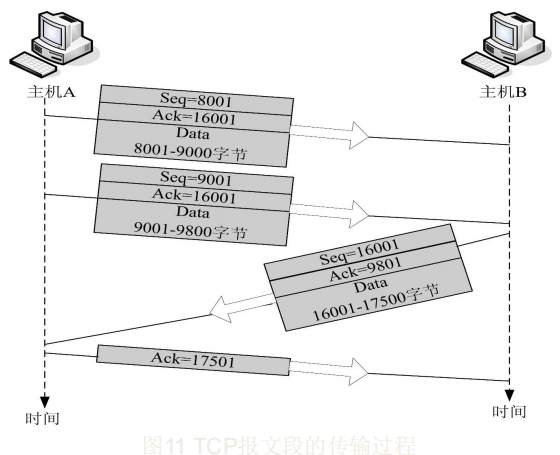 主机A
主机B
Seq=8001
Ack=16001
Data
8001-9000字节
Seq=9001
Ack=16001
Data
9001-9800字节
Seq=16001
Ack=9801
Data
16001-17500字节
Ack=17501
时间
时间
图11 TCP报文段的传输过程